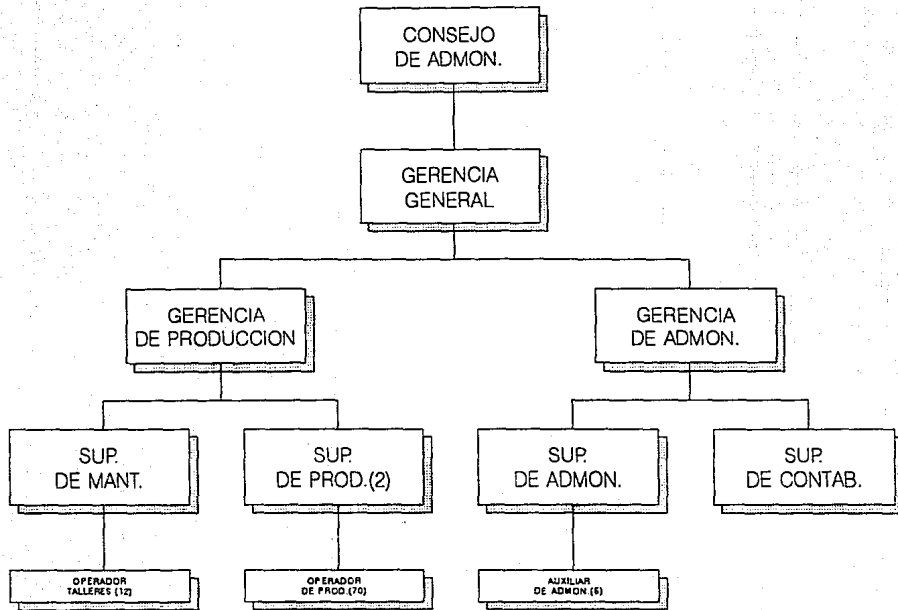 CONSEJO
DE ADMON.
GERENCIA
GENERAL
GERENCIA
DE PRODUCCION
GERENCIA
DE ADMON.
SUP.
DE MANT.
SUP.
DE PROD.(2)
SUP.
DE ADMON.
SUP.
DE CONTAB.
OPERADOR
TALLERES (12)
OPERADOR
DE PROD.(70)
AUXILIAR
DE ADMON.(6)